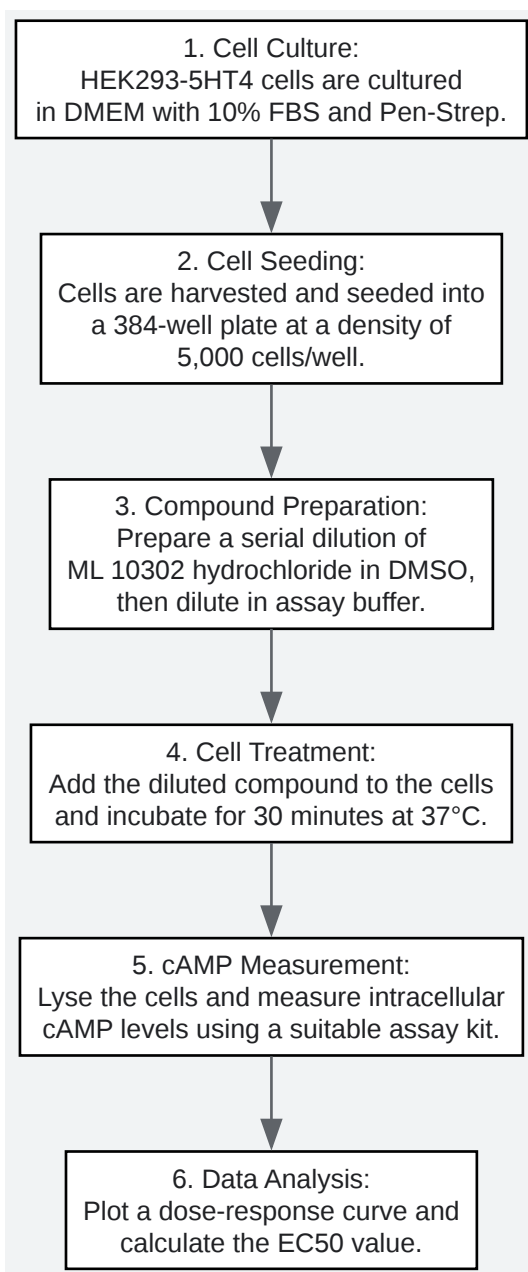 1. Cell Culture:
HEK293-5HT4 cells are cultured
in DMEM with 10% FBS and Pen-Strep.
2. Cell Seeding:
Cells are harvested and seeded into
a 384-well plate at a density of
5,000 cells/well.
3. Compound Preparation:
Prepare a serial dilution of
ML 10302 hydrochloride in DMSO,
then dilute in assay buffer.
4. Cell Treatment:
Add the diluted compound to the cells
and incubate for 30 minutes at 37°C.
5. cAMP Measurement:
Lyse the cells and measure intracellular
cAMP levels using a suitable assay kit.
6. Data Analysis:
Plot a dose-response curve and
calculate the EC50 value.